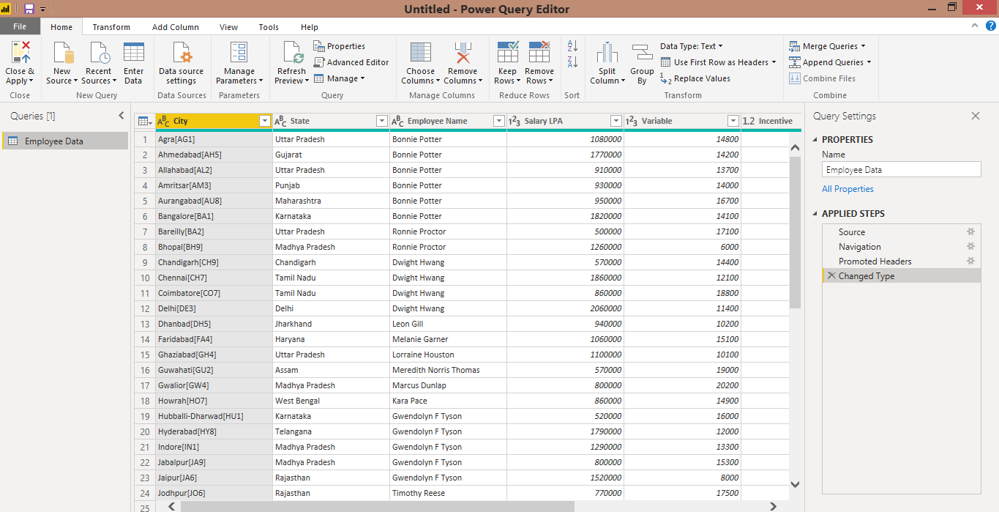 Untitled - Power Query Editor
File Home Transform Add Column View Tools Help
Close & Apply
Close
New Source
Recent Sources
Enter Data
New Query
Data source settings
Data Sources
Manage Parameters
Parameters
Refresh Preview
Properties
Advanced Editor
Manage
Query
Choose Columns
Remove Columns
Manage Columns
Keep Rows
Remove Rows
Reduce Rows
Sort
Split Column
Group By
Data Type: Text
Use First Row as Headers
Replace Values
Transform
Merge Queries
Append Queries
Combine Files
Combine
Queries [1]
Employee Data
City State Employee Name Salary LPA Variable 1.2 Incentive
1 Agra[AG1] Uttar Pradesh Bonnie Potter 1080000 14800
2 Ahmedabad[AH5] Gujarat Bonnie Potter 1770000 14200
3 Allahabad[AL2] Uttar Pradesh Bonnie Potter 910000 13700
4 Amritsar[AM3] Punjab Bonnie Potter 930000 14000
5 Aurangabad[AU8] Maharashtra Bonnie Potter 950000 16700
6 Bangalore[BA1] Karnataka Bonnie Potter 1820000 14100
7 Bareilly[BA2] Uttar Pradesh Ronnie Proctor 500000 17100
8 Bhopal[BH9] Madhya Pradesh Ronnie Proctor 1260000 6000
9 Chandigarh[CH9] Chandigarh Dwight Hwang 570000 14400
10 Chennai[CH7] Tamil Nadu Dwight Hwang 1860000 12100
11 Coimbatore[CO7] Tamil Nadu Dwight Hwang 860000 18800
12 Delhi[DE3] Delhi Dwight Hwang 2060000 11400
13 Dhanbad[DH5] Jharkhand Leon Gill 940000 10200
14 Faridabad[FA4] Haryana Melanie Garner 1060000 15100
15 Ghaziabad[GH4] Uttar Pradesh Lorraine Houston 1100000 10100
16 Guwahati[GU2] Assam Meredith Norris Thomas 570000 19000
17 Gwalior[GW4] Madhya Pradesh Marcus Dunlap 800000 20200
18 Howrah[HO7] West Bengal Kara Pace 860000 14900
19 Hubballi-Dharwad[HU1] Karnataka Gwendolyn F Tyson 520000 16000
20 Hyderabad[HY8] Telangana Gwendolyn F Tyson 1790000 12000
21 Indore[IN1] Madhya Pradesh Gwendolyn F Tyson 1290000 13300
22 Jabalpur[JA9] Madhya Pradesh Gwendolyn F Tyson 800000 15300
23 Jaipur[JA6] Rajasthan Gwendolyn F Tyson 1520000 8000
24 Jodhpur[JO6] Rajasthan Timothy Reese 770000 17500
25
Query Settings
PROPERTIES
Name
Employee Data
All Properties
APPLIED STEPS
Source
Navigation
Promoted Headers
Changed Type